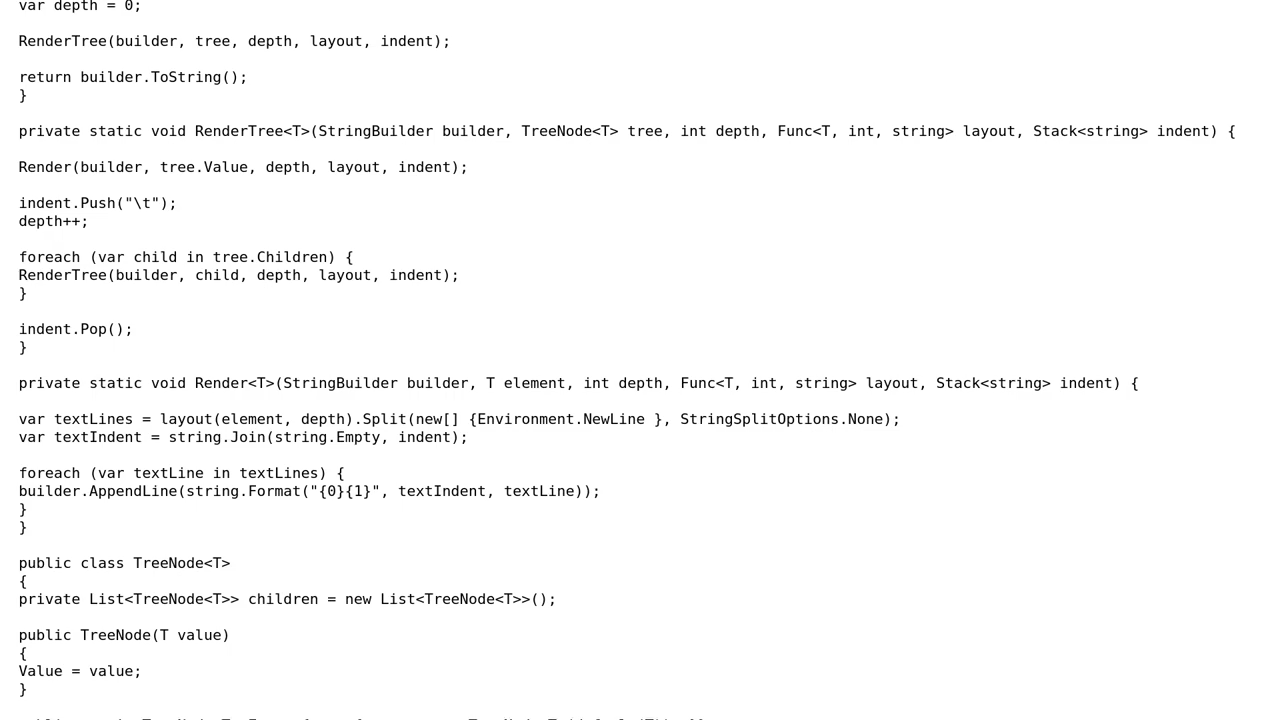 var depth = 0;
RenderTree(builder, tree, depth, layout, indent);
return builder.ToString();
}
private static void RenderTree<T>(StringBuilder builder, TreeNode<T> tree, int depth, Func<T, int, string> layout, Stack<string> indent) {
Render(builder, tree.Value, depth, layout, indent);
indent.Push("\t");
depth++;
foreach (var child in tree.Children) {
RenderTree(builder, child, depth, layout, indent);
}
indent.Pop();
}
private static void Render<T>(StringBuilder builder, T element, int depth, Func<T, int, string> layout, Stack<string> indent) {
var textLines = layout(element, depth).Split(new[] {Environment.NewLine }, StringSplitOptions.None);
var textIndent = string.Join(string.Empty, indent);
foreach (var textLine in textLines) {
builder.AppendLine(string.Format("{0}{1}", textIndent, textLine));
}
}
public class TreeNode<T>
{
private List<TreeNode<T>> children = new List<TreeNode<T>>();
public TreeNode(T value)
{
Value = value;
}